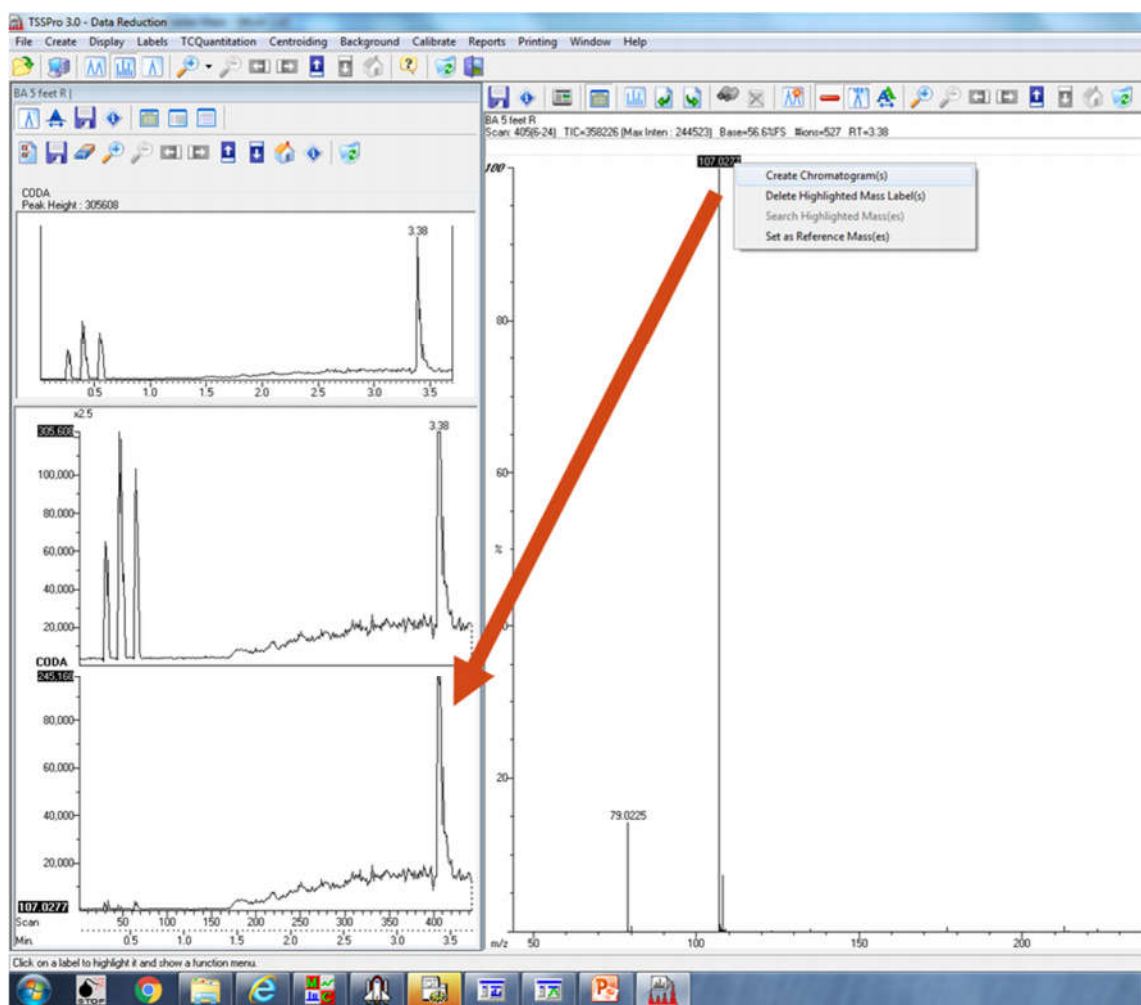 TSSPro 3.0 - Data Reduction
File Create Display Labels TCQuantitation Centroiding Background Calibrate Reports Printing Window Help
BA 5 feet R |
CODA
Peak Height : 305608
3.38
0.5 1.0 1.5 2.0 2.5 3.0 3.5
x2.5
305,608
3.38
100,000
80,000
60,000
40,000
20,000
CODA
245,160
80,000
60,000
40,000
20,000
107.0277
Scan 50 100 150 200 250 300 350 400
Min. 0.5 1.0 1.5 2.0 2.5 3.0 3.5
BA 5 feet R
Scan: 405(6-24) TIC=358226 (Max Inten : 244523) Base=56.6%FS #ions=527 RT=3.38
107.0277
100
Create Chromatogram(s)
Delete Highlighted Mass Label(s)
Search Highlighted Mass(es)
Set as Reference Mass(es)
80
60
20
79.0225
m/z 50 100 150 200
Click on a label to highlight it and show a function menu.
STOP